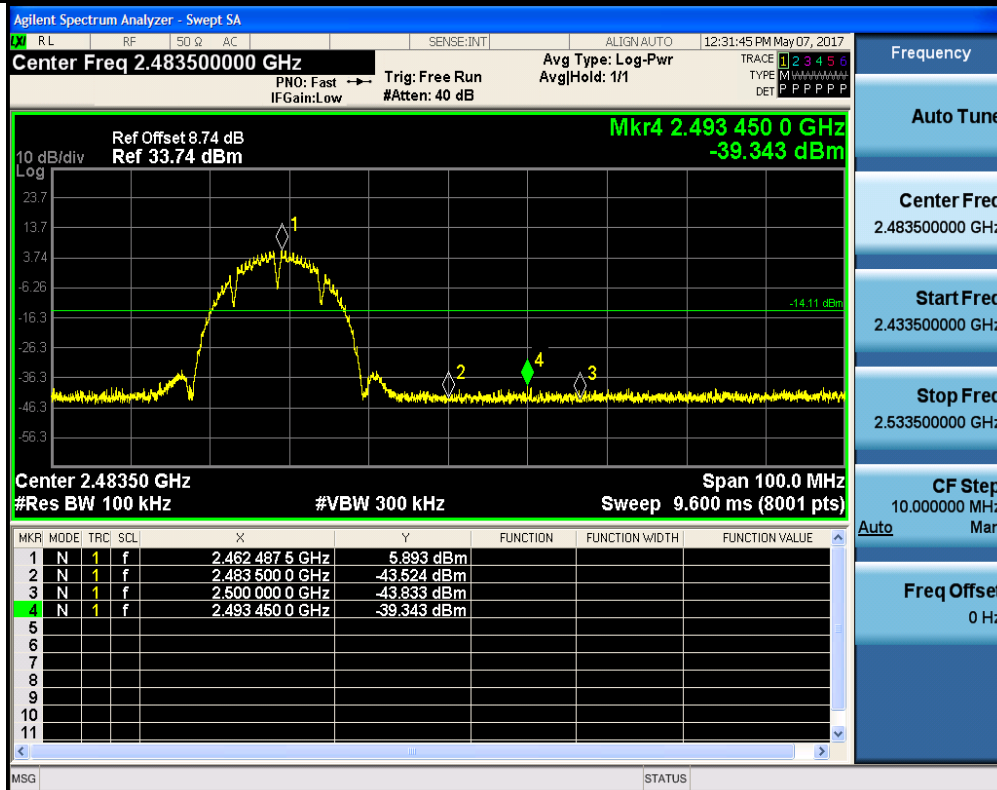 Agilent Spectrum Analyzer - Swept SA
LXI RL RF 50 Ω AC SENSE:INT ALIGN AUTO 12:31:45 PM May 07, 2017
Center Freq 2.483500000 GHz
PNO: Fast
IFGain:Low
Trig: Free Run
#Atten: 40 dB
Avg Type: Log-Pwr
Avg|Hold: 1/1
TRACE 1 2 3 4 5 6
TYPE M
DET P P P P P P
Mkr4 2.493 450 0 GHz
-39.343 dBm
Ref Offset 8.74 dB
10 dB/div Ref 33.74 dBm
Log
23.7
13.7
3.74
-6.26
-16.3
-26.3
-36.3
-46.3
-56.3
1
-14.11 dBm
2
4
3
Center 2.48350 GHz Span 100.0 MHz
#Res BW 100 kHz #VBW 300 kHz Sweep 9.600 ms (8001 pts)
MKR MODE TRC SCL X Y FUNCTION FUNCTION WIDTH FUNCTION VALUE
1 N 1 f 2.462 487 5 GHz 5.893 dBm
2 N 1 f 2.483 500 0 GHz -43.524 dBm
3 N 1 f 2.500 000 0 GHz -43.833 dBm
4 N 1 f 2.493 450 0 GHz -39.343 dBm
5
6
7
8
9
10
11
MSG STATUS
Frequency
Auto Tune
Center Freq
2.483500000 GHz
Start Freq
2.433500000 GHz
Stop Freq
2.533500000 GHz
CF Step
10.000000 MHz
Auto Man
Freq Offset
0 Hz